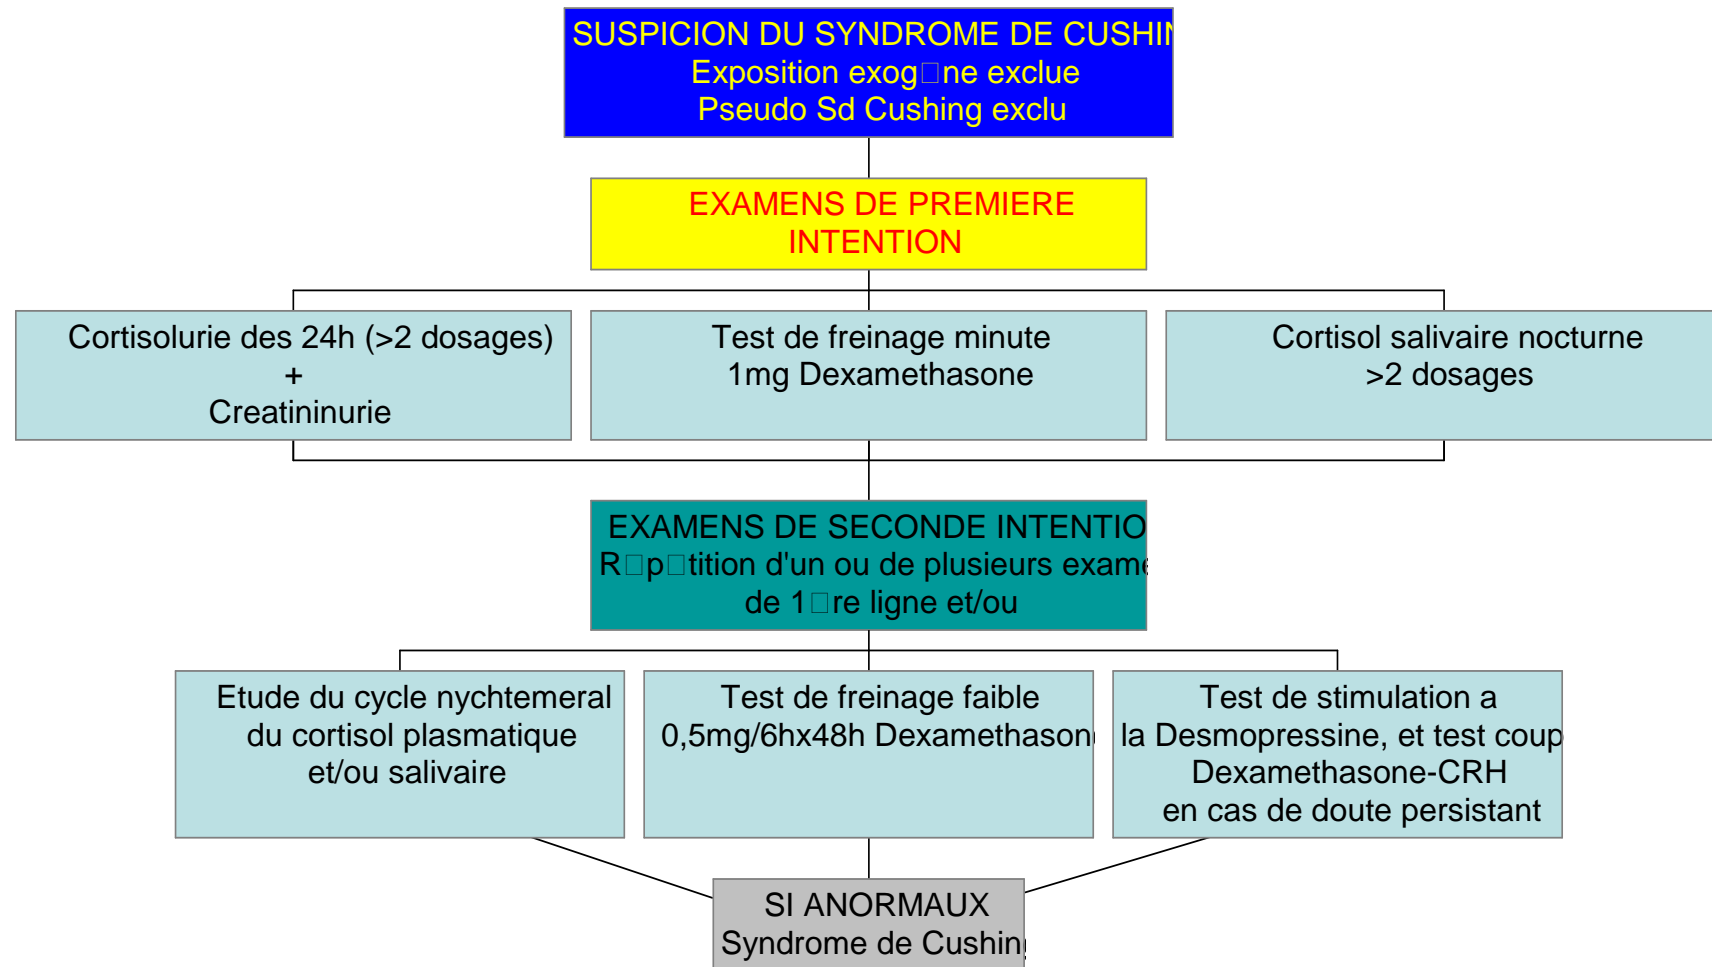 SUSPICION DU SYNDROME DE CUSHIN
Exposition exog□ne exclue
Pseudo Sd Cushing exclu
EXAMENS DE PREMIERE
INTENTION
Cortisolurie des 24h (>2 dosages)
+
Creatininurie
Test de freinage minute
1mg Dexamethasone
Cortisol salivaire nocturne
>2 dosages
EXAMENS DE SECONDE INTENTIO
R□p□tition d'un ou de plusieurs exame
de 1□re ligne et/ou
Etude du cycle nychtemeral
du cortisol plasmatique
et/ou salivaire
Test de freinage faible
0,5mg/6hx48h Dexamethason
Test de stimulation a
la Desmopressine, et test coup
Dexamethasone-CRH
en cas de doute persistant
SI ANORMAUX
Syndrome de Cushing